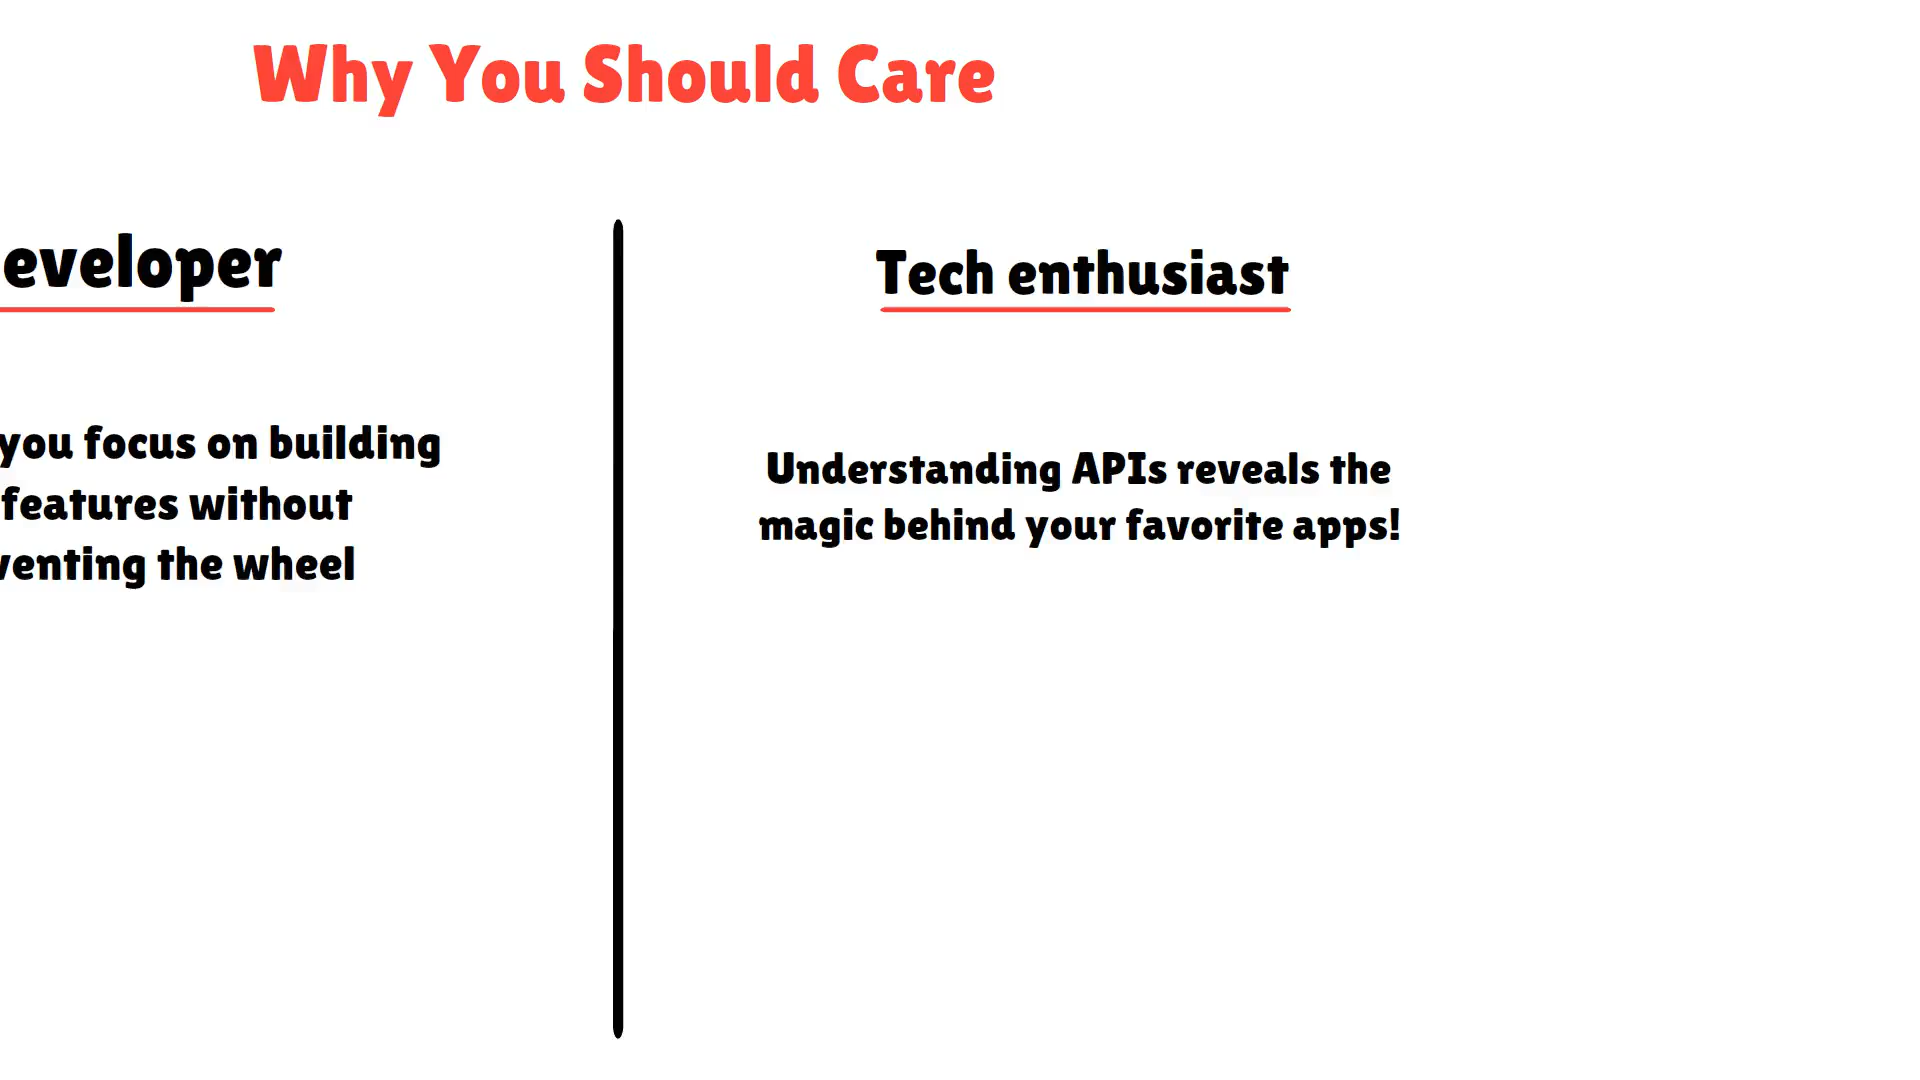 Why You Should Care
eveloper
you focus on building
features without
venting the wheel
Tech enthusiast
Understanding APIs reveals the
magic behind your favorite apps!